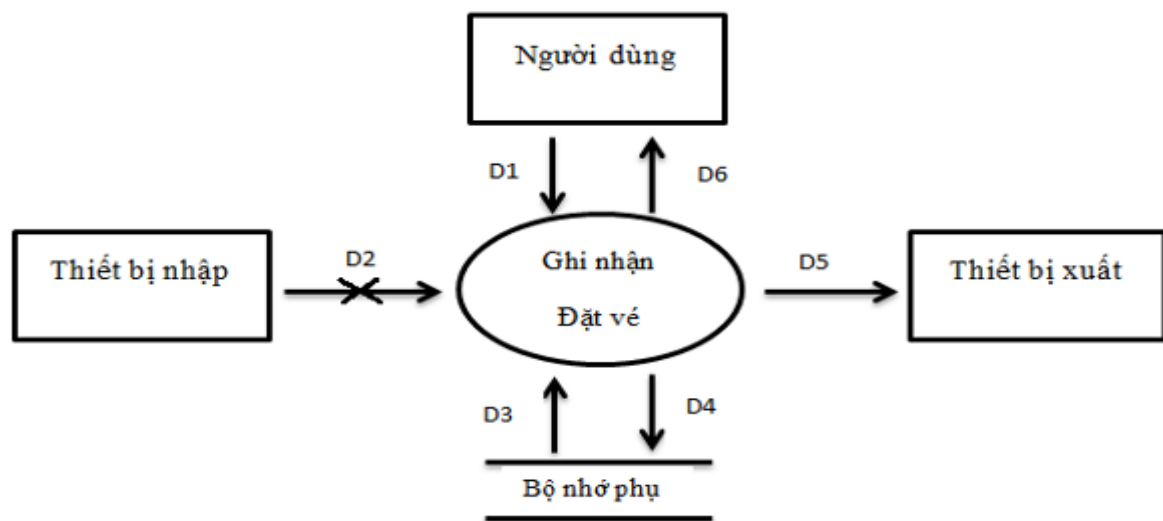 Người dùng
D1
D6
Thiết bị nhập
D2
Ghi nhận
Đặt vé
D5
Thiết bị xuất
D3
D4
Bộ nhớ phụ